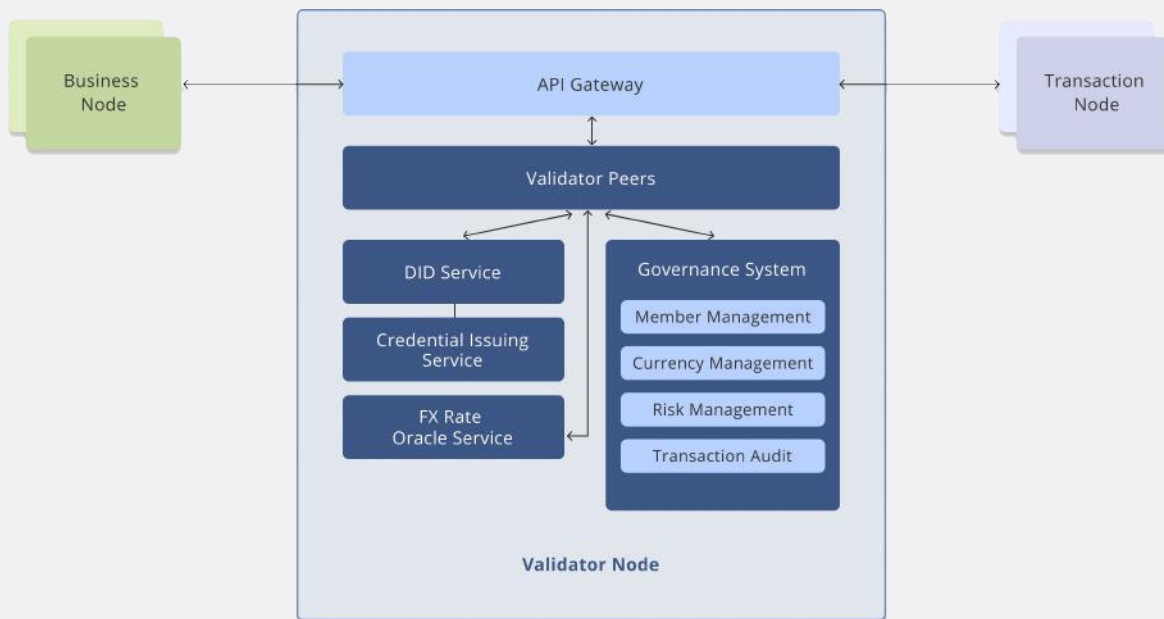 Business
Node
API Gateway
Transaction
Node
Validator Peers
DID Service
Governance System
Member Management
Credential Issuing
Service
Currency Management
FX Rate
Oracle Service
Risk Management
Transaction Audit
Validator Node